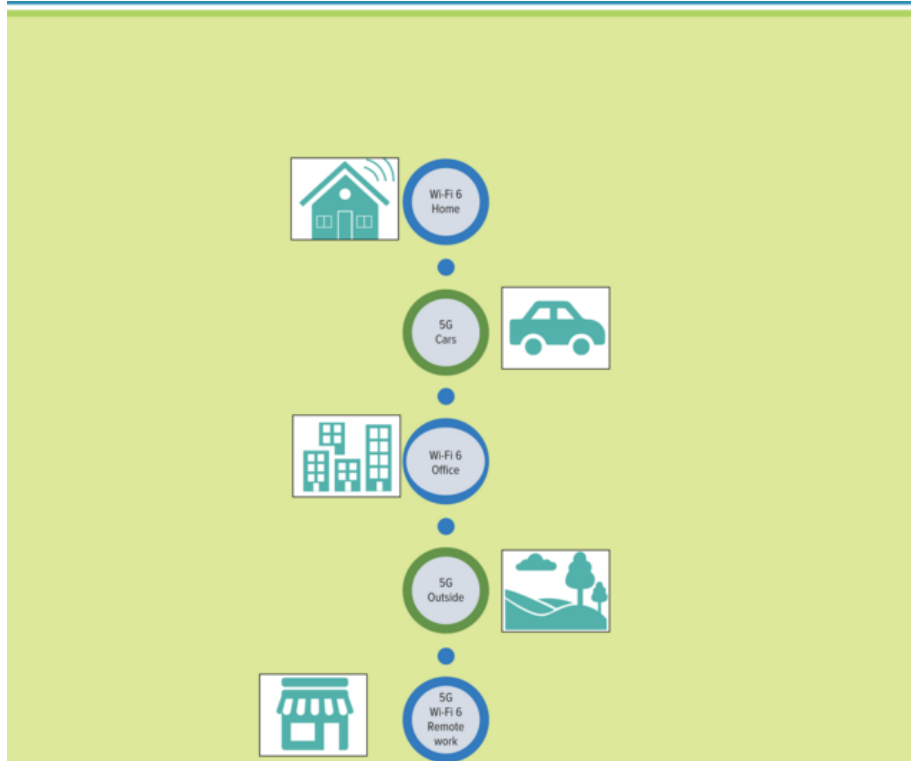 Wi-Fi 6
Home
5G
Cars
Wi-Fi 6
Office
5G
Outside
5G
Wi-Fi 6
Remote
work